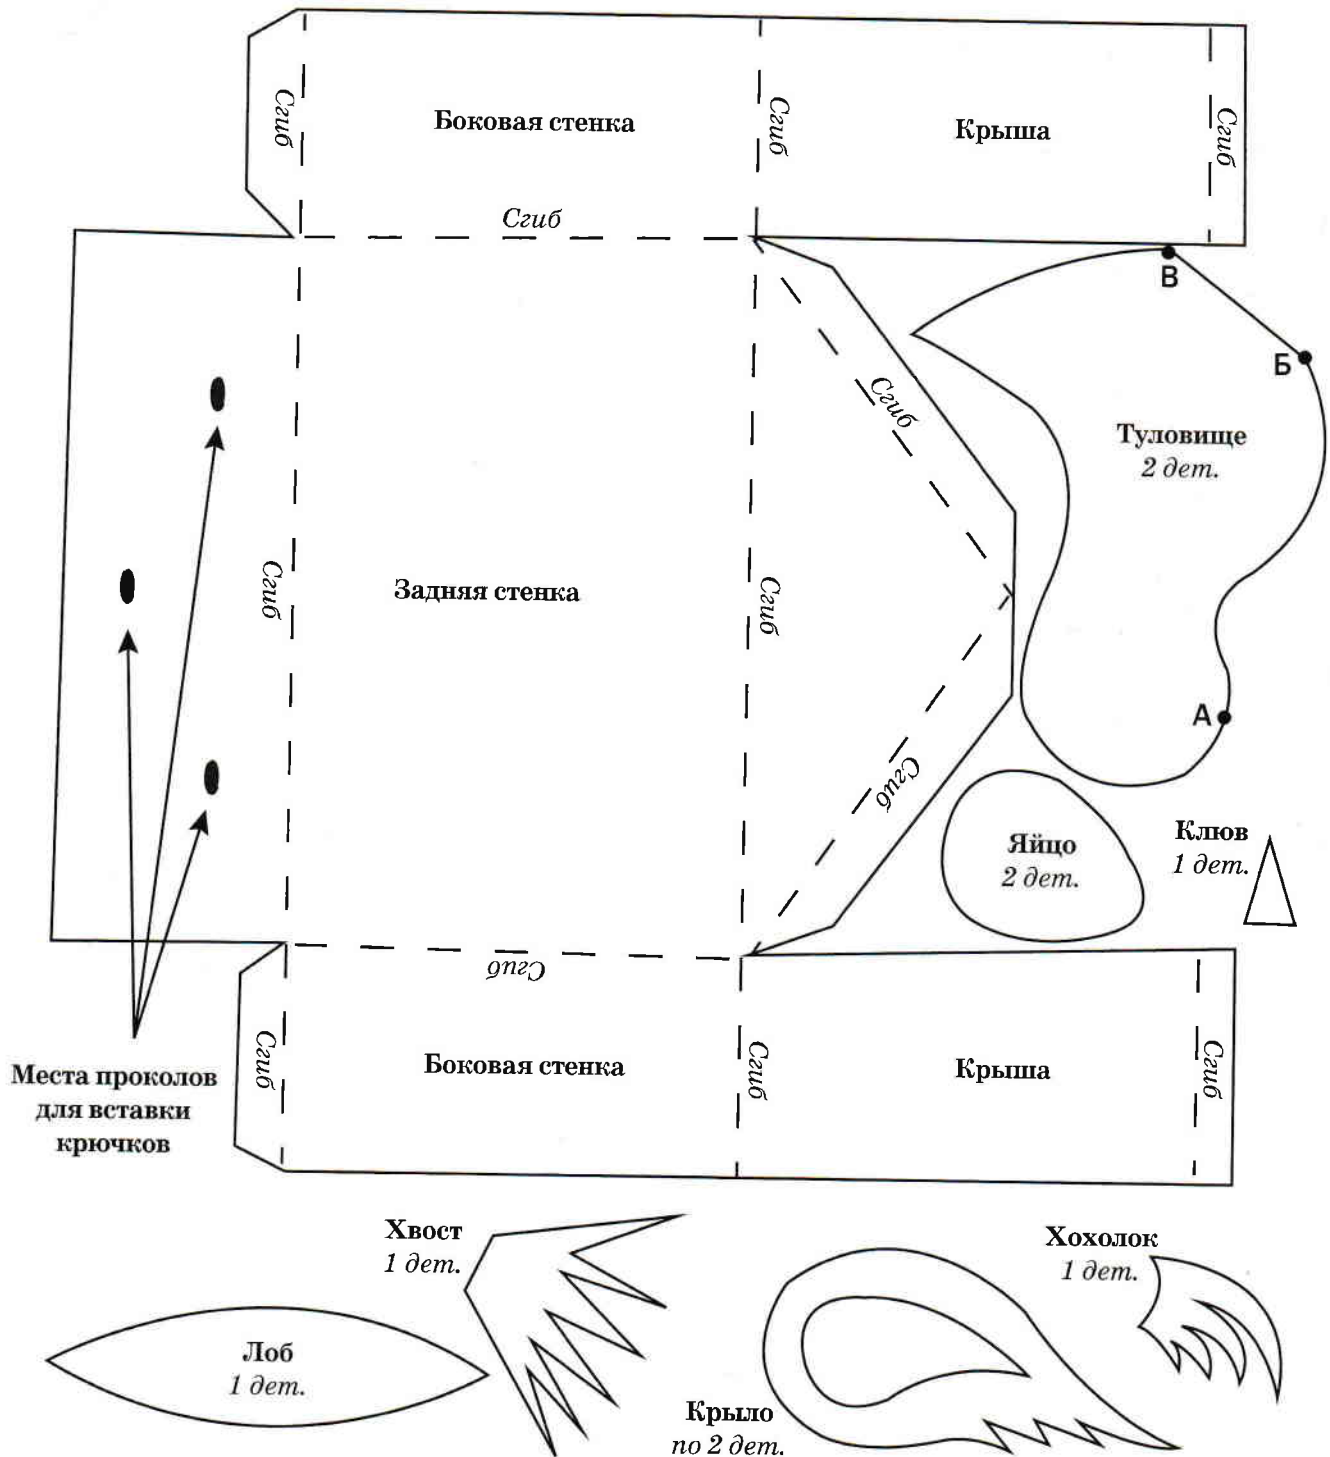 Сгиб
Боковая стенка
Сгиб
Крыша
Сгиб
Сгиб
В
Б
Сгиб
Туловище
2 дет.
Сгиб
Задняя стенка
Сгиб
А
Сгиб
Яйцо
2 дет.
Клюв
1 дет.
Сгиб
Сгиб
Боковая стенка
Сгиб
Крыша
Сгиб
Места проколов
для вставки
крючков
Хвост
1 дет.
Хохолок
1 дет.
Лоб
1 дет.
Крыло
по 2 дет.